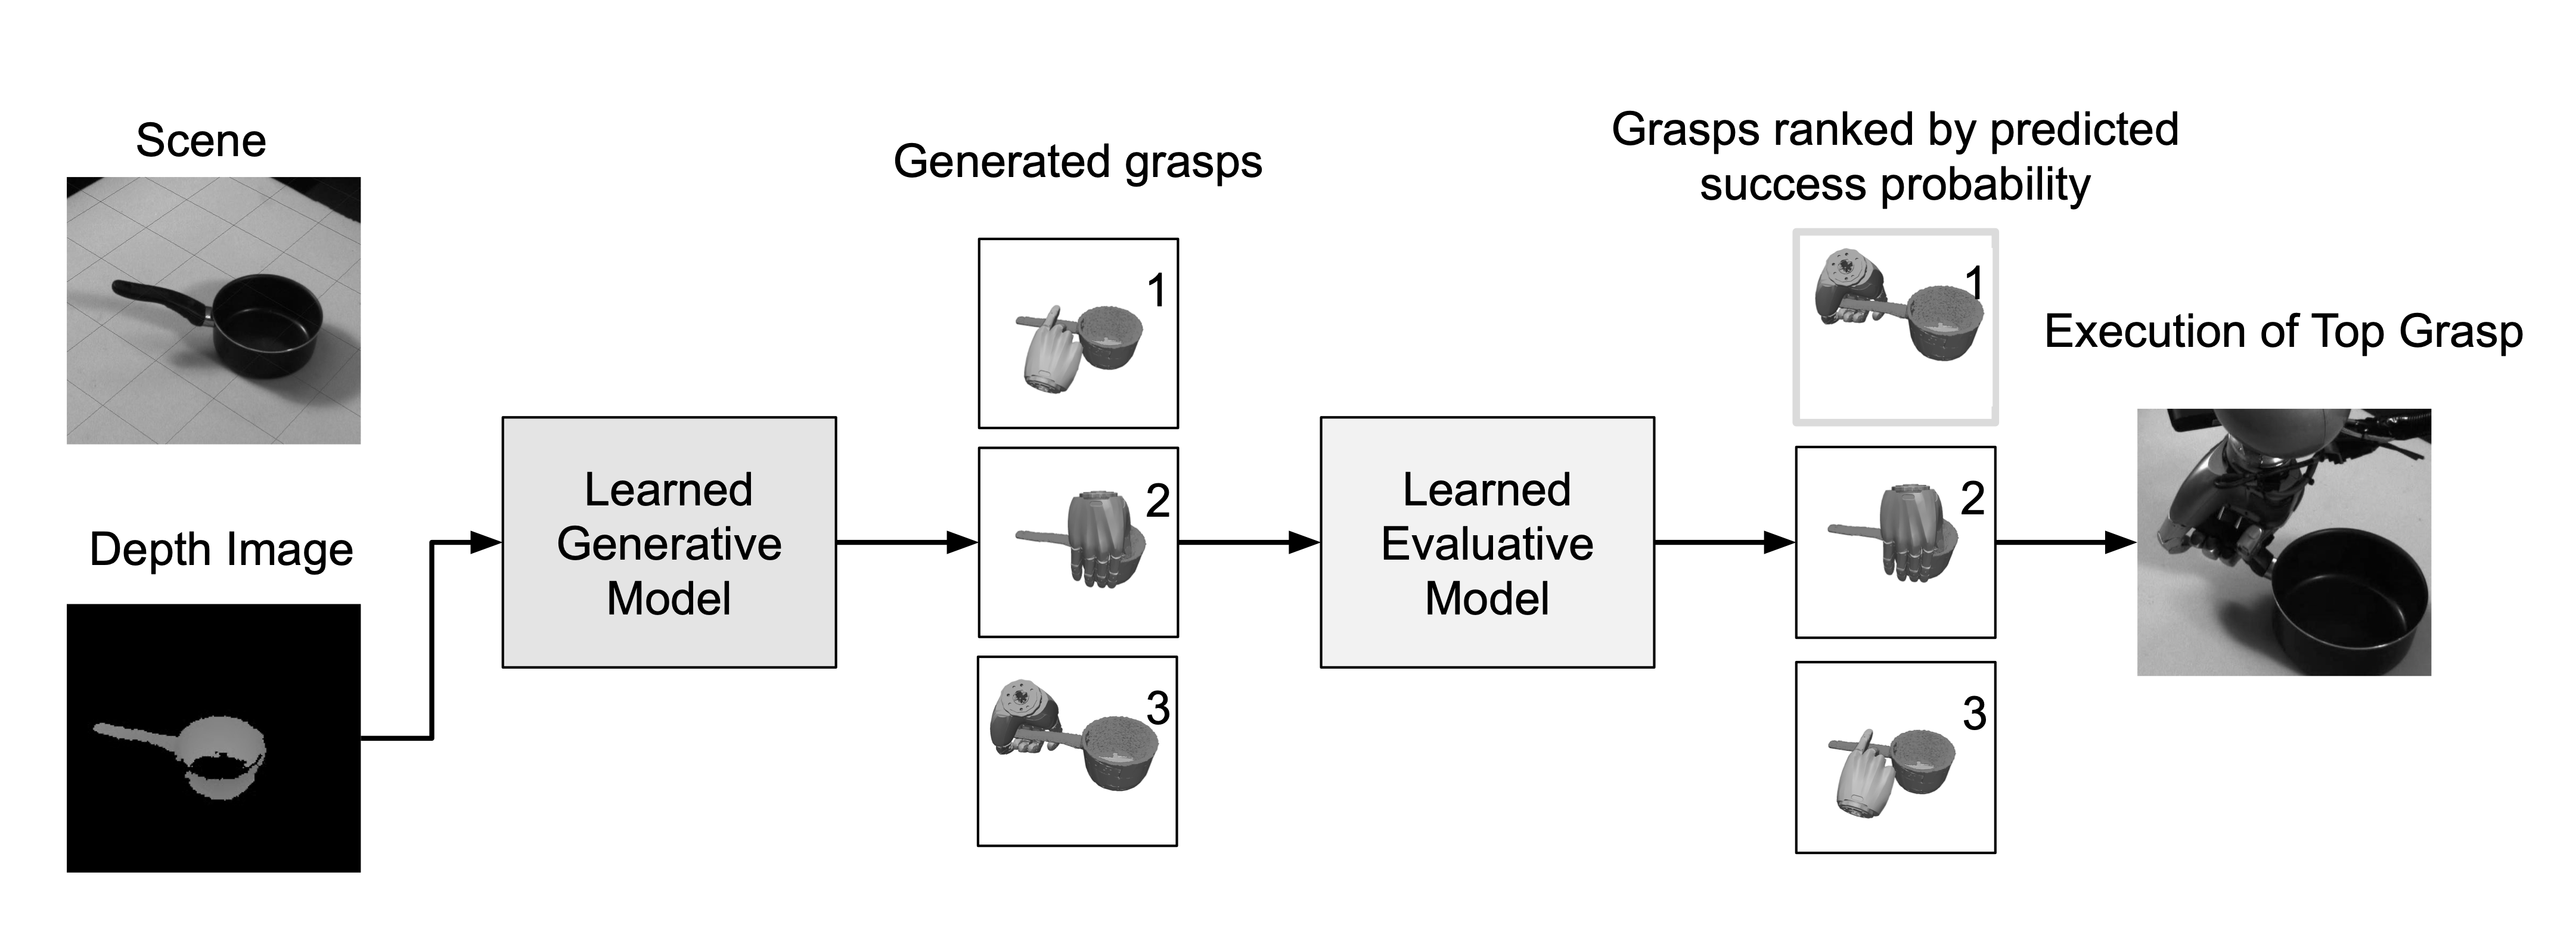 Scene
Depth Image
Learned
Generative
Model
Generated grasps
1
2
3
Learned
Evaluative
Model
Grasps ranked by predicted
success probability
1
2
3
Execution of Top Grasp